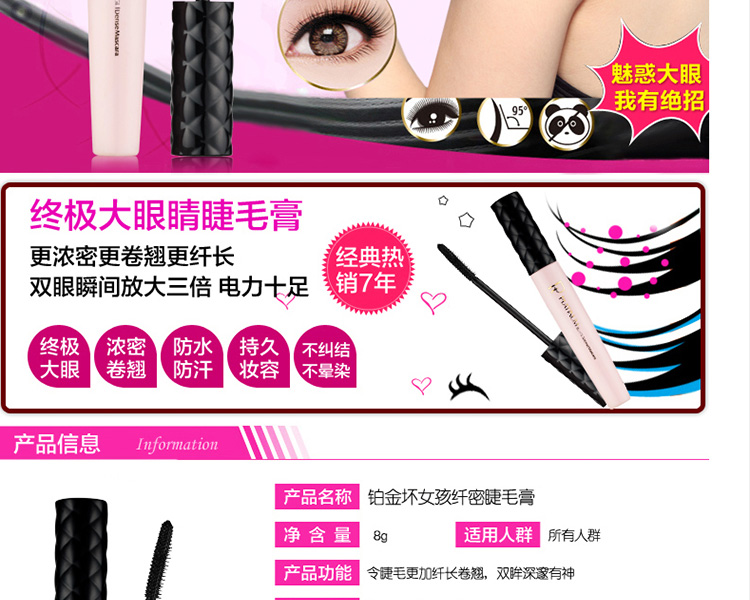 DenseMascara
魅惑大眼
我有绝招
95°
终极大眼睛睫毛膏
更浓密更卷翘更纤长
双眼瞬间放大三倍 电力十足
经典热
销7年
终极
大眼
浓密
卷翘
防水
防汗
持久
妆容
不纠结
不晕染
产品信息
Information
产品名称 铂金坏女孩纤密睫毛膏
净 含 量 8g 适用人群 所有人群
产品功能 令睫毛更加纤长卷翘，双眸深邃有神